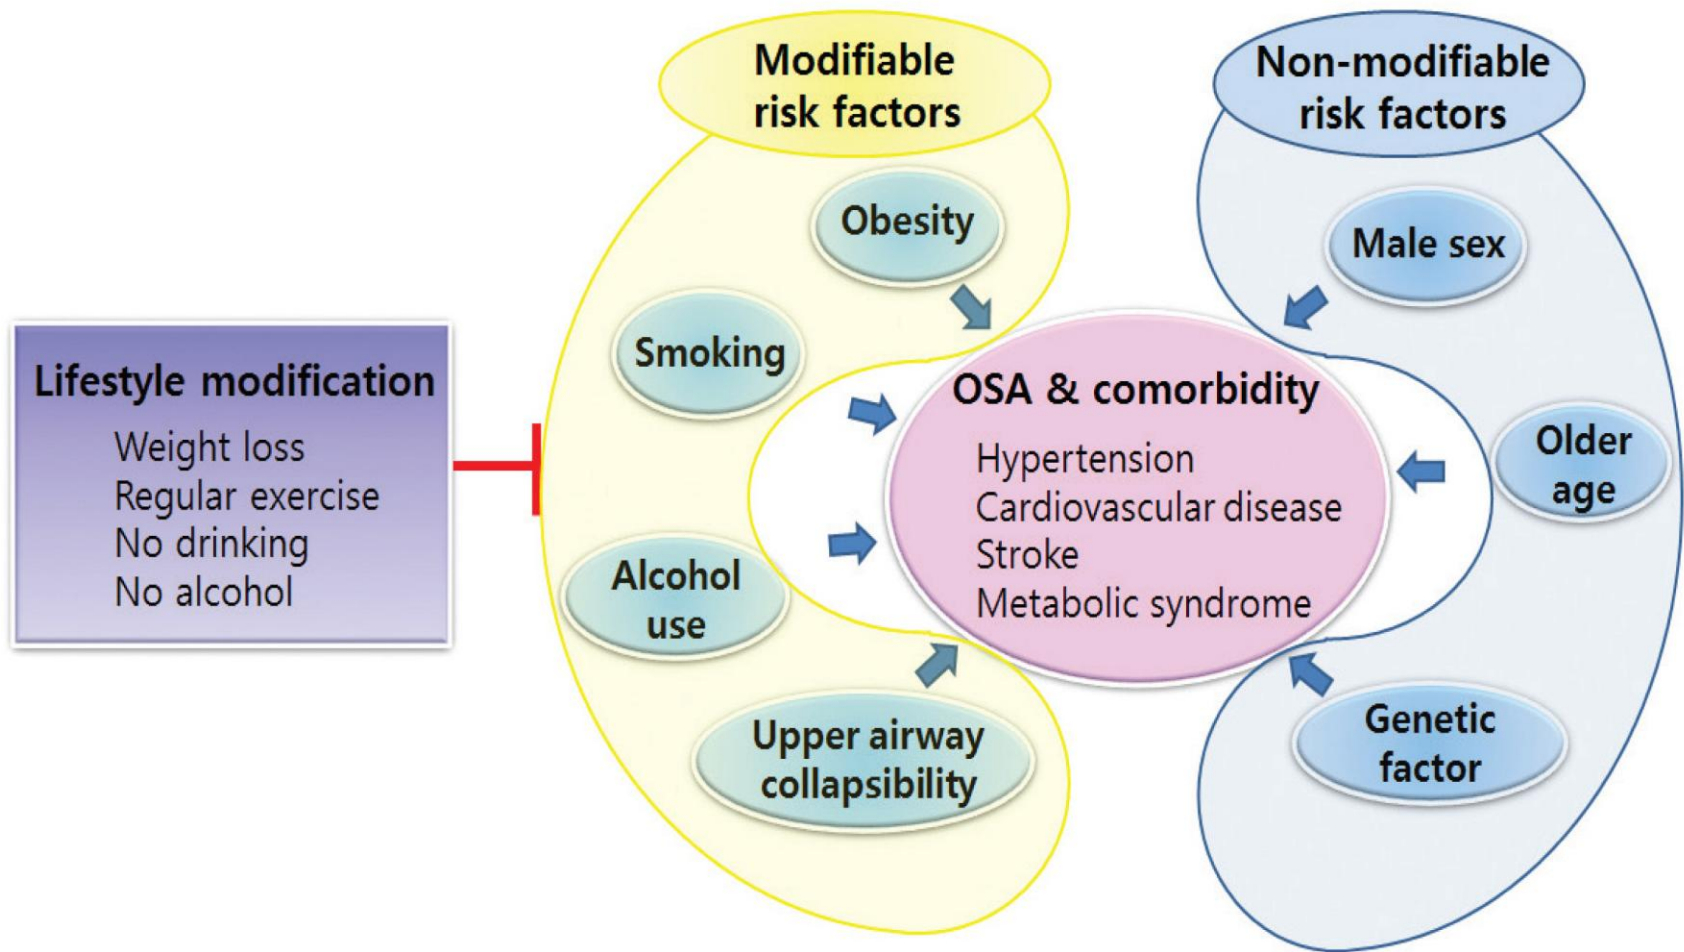 Modifiable
risk factors
Non-modifiable
risk factors
Obesity
Male sex
Smoking
Lifestyle modification
Weight loss
Regular exercise
No drinking
No alcohol
OSA & comorbidity
Hypertension
Cardiovascular disease
Stroke
Metabolic syndrome
Older
age
Alcohol
use
Upper airway
collapsibility
Genetic
factor